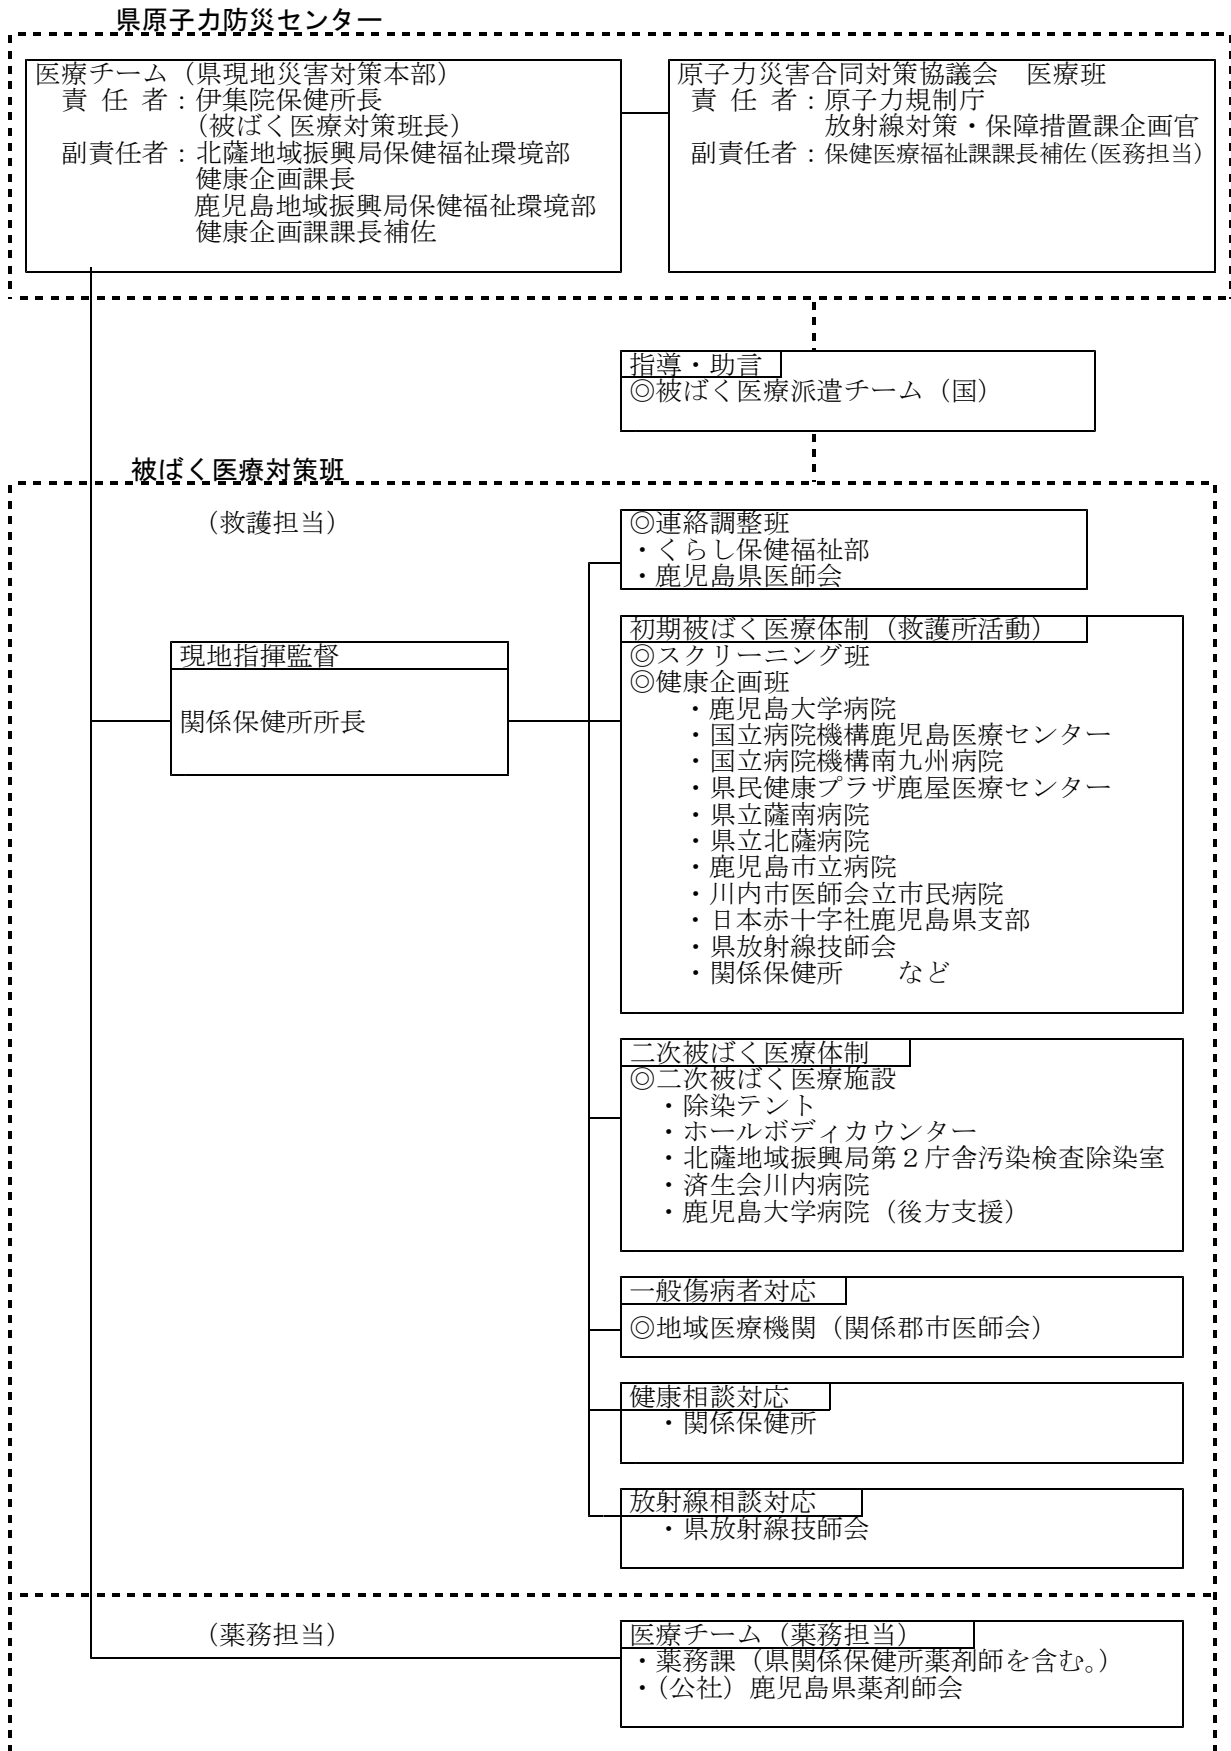 県原子力防災センター
医療チーム（県現地災害対策本部）
責 任 者：伊集院保健所長
（被ばく医療対策班長）
副責任者：北薩地域振興局保健福祉環境部
健康企画課長
鹿児島地域振興局保健福祉環境部
健康企画課課長補佐
原子力災害合同対策協議会　医療班
責 任 者：原子力規制庁
放射線対策・保障措置課企画官
副責任者：保健医療福祉課課長補佐(医務担当)
指導・助言
◎被ばく医療派遣チーム（国）
被ばく医療対策班
（救護担当）
◎連絡調整班
・くらし保健福祉部
・鹿児島県医師会
現地指揮監督
関係保健所所長
初期被ばく医療体制（救護所活動）
◎スクリーニング班
◎健康企画班
・鹿児島大学病院
・国立病院機構鹿児島医療センター
・国立病院機構南九州病院
・県民健康プラザ鹿屋医療センター
・県立薩南病院
・県立北薩病院
・鹿児島市立病院
・川内市医師会立市民病院
・日本赤十字社鹿児島県支部
・県放射線技師会
・関係保健所　　など
二次被ばく医療体制
◎二次被ばく医療施設
・除染テント
・ホールボディカウンター
・北薩地域振興局第２庁舎汚染検査除染室
・済生会川内病院
・鹿児島大学病院（後方支援）
一般傷病者対応
◎地域医療機関（関係郡市医師会）
健康相談対応
・関係保健所
放射線相談対応
・県放射線技師会
（薬務担当）
医療チーム（薬務担当）
・薬務課（県関係保健所薬剤師を含む。）
・（公社）鹿児島県薬剤師会